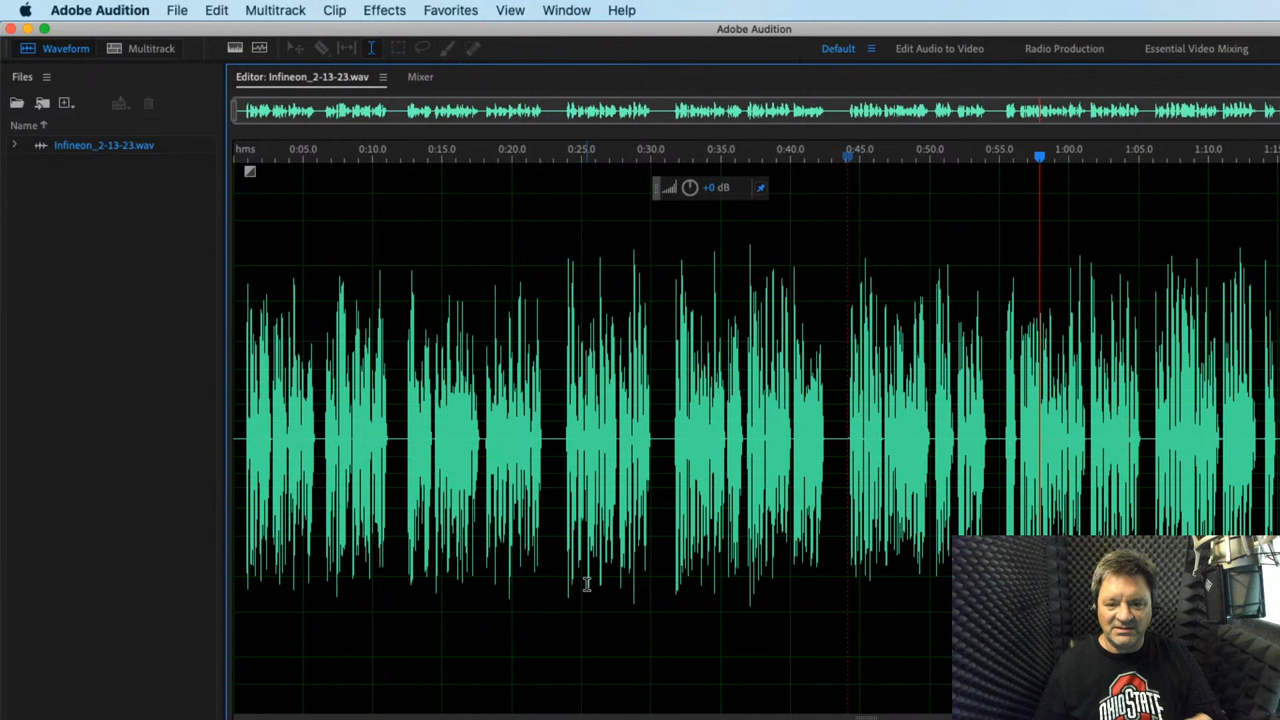 Adobe Audition File Edit Multitrack Clip Effects Favorites View Window Help
Adobe Audition
Waveform Multitrack Default Edit Audio to Video Radio Production Essential Video Mixing
Files Editor: Infineon_2-13-23.wav Mixer
Name
Infineon_2-13-23.wav
hms 0:05.0 0:10.0 0:15.0 0:20.0 0:25.0 0:30.0 0:35.0 0:40.0 0:45.0 0:50.0 0:55.0 1:00.0 1:05.0 1:10.0
+0 dB
OHIO STATE